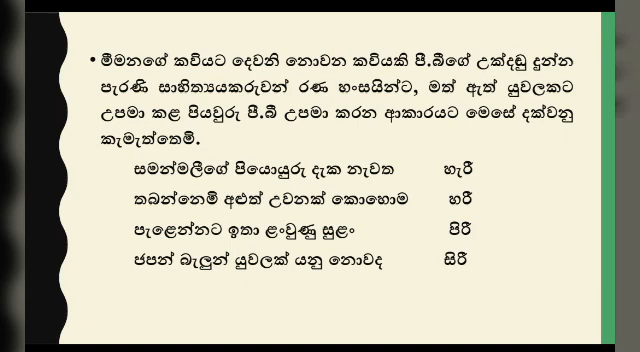 • මීමනගේ කවියට දෙවනි නොවන කවියකි පී.බීගේ උක්දඬු දුන්න
පැරණි සාහිත්‍යයකරුවන් රණ හංසයින්ට, මත් ඇත් යුවලකට
උපමා කළ පියවුරු පී.බී උපමා කරන ආකාරයට මෙසේ දක්වනු
කැමැත්තෙමි.
සමන්මලීගේ පියොයුරු දැක නැවත හැරී
තබන්නෙමි අළුත් උවනක් කොහොම හරී
පැළෙන්නට ඉතා ළංවුණු සුළං පිරී
ජපන් බැලුන් යුවලක් යනු නොවද සිරී